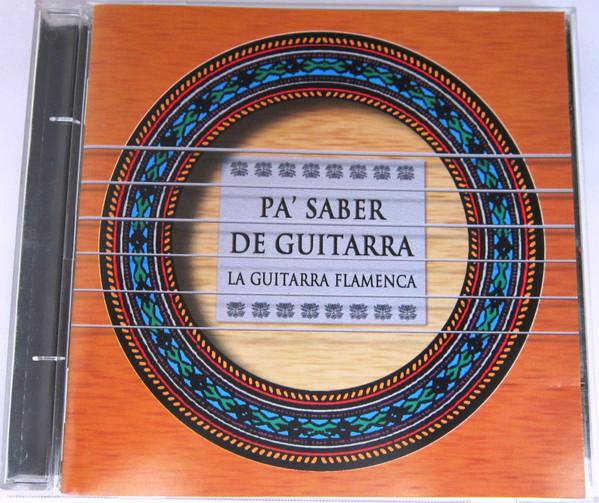 PA' SABER
DE GUITARRA
LA GUITARRA FLAMENCA